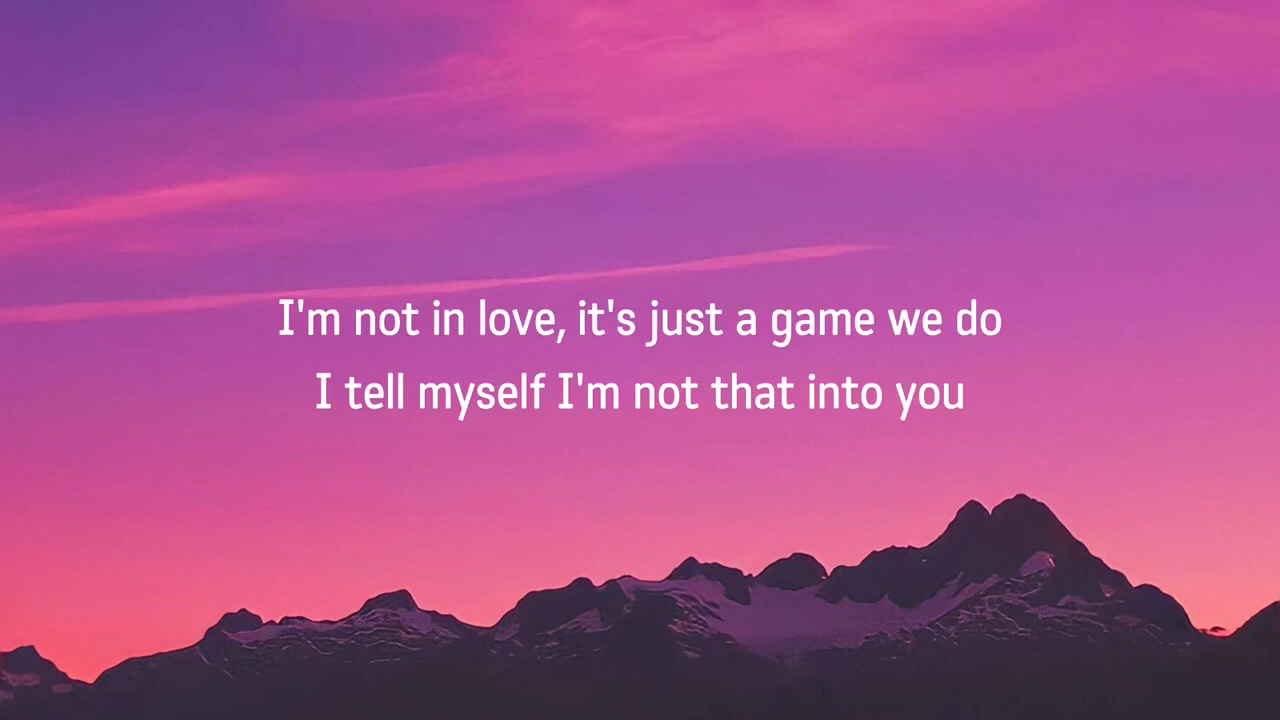 I'm not in love, it's just a game we do
I tell myself I'm not that into you